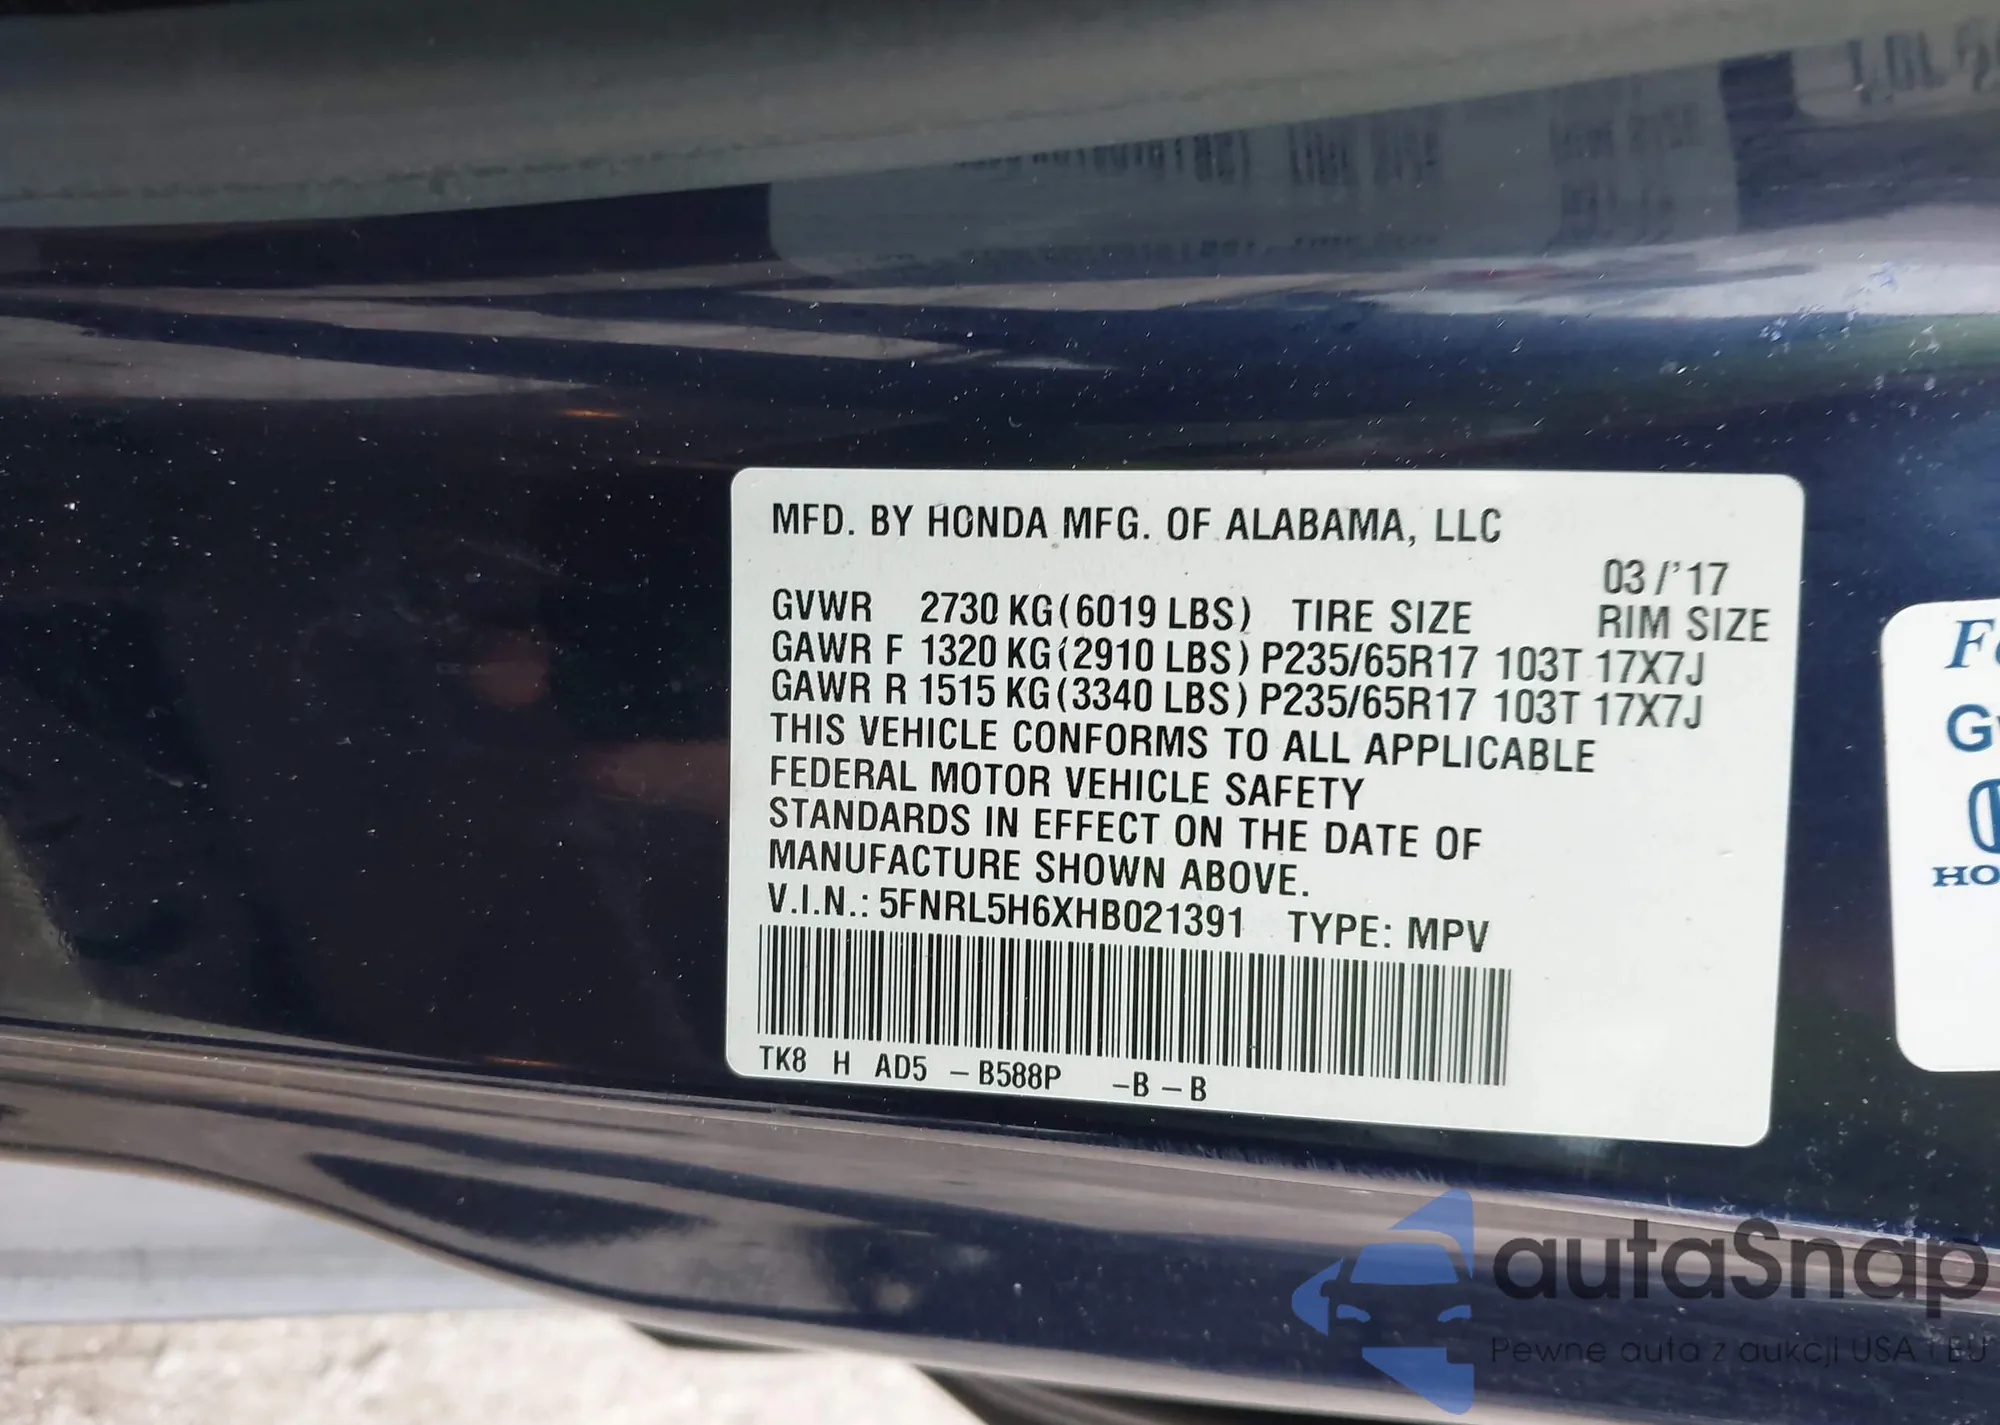 MFD. BY HONDA MFG. OF ALABAMA, LLC
03/'17
GVWR 2730 KG(6019 LBS) TIRE SIZE RIM SIZE
GAWR F 1320 KG(2910 LBS) P235/65R17 103T 17X7J
GAWR R 1515 KG(3340 LBS) P235/65R17 103T 17X7J
THIS VEHICLE CONFORMS TO ALL APPLICABLE
FEDERAL MOTOR VEHICLE SAFETY
STANDARDS IN EFFECT ON THE DATE OF
MANUFACTURE SHOWN ABOVE.
V.I.N.: 5FNRL5H6XHB021391 TYPE: MPV
TK8 H AD5 -B588P -B-B
HO
autaSnap
Pewne auta z aukcji USA i EU